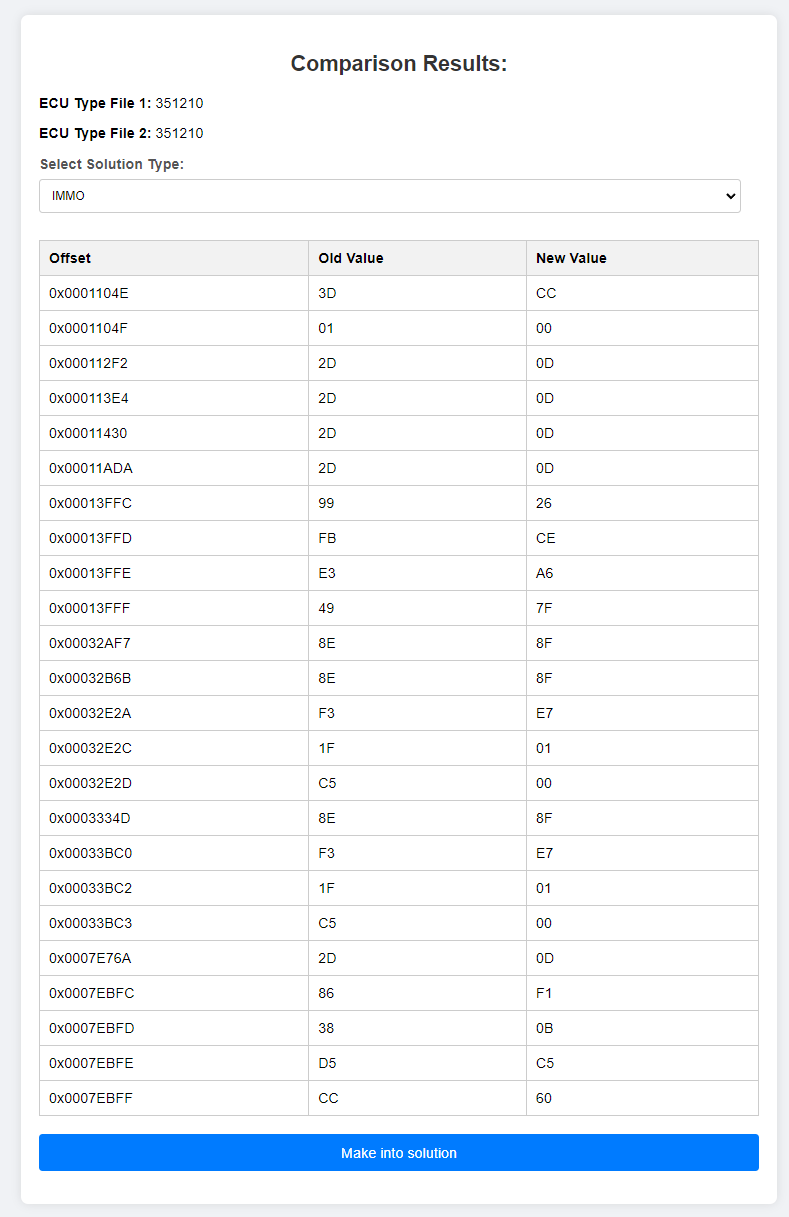 Comparison Results:
ECU Type File 1: 351210
ECU Type File 2: 351210
Select Solution Type:
IMMO
Offset Old Value New Value
0x0001104E 3D CC
0x0001104F 01 00
0x000112F2 2D 0D
0x000113E4 2D 0D
0x00011430 2D 0D
0x00011ADA 2D 0D
0x00013FFC 99 26
0x00013FFD FB CE
0x00013FFE E3 A6
0x00013FFF 49 7F
0x00032AF7 8E 8F
0x00032B6B 8E 8F
0x00032E2A F3 E7
0x00032E2C 1F 01
0x00032E2D C5 00
0x0003334D 8E 8F
0x00033BC0 F3 E7
0x00033BC2 1F 01
0x00033BC3 C5 00
0x0007E76A 2D 0D
0x0007EBFC 86 F1
0x0007EBFD 38 0B
0x0007EBFE D5 C5
0x0007EBFF CC 60
Make into solution